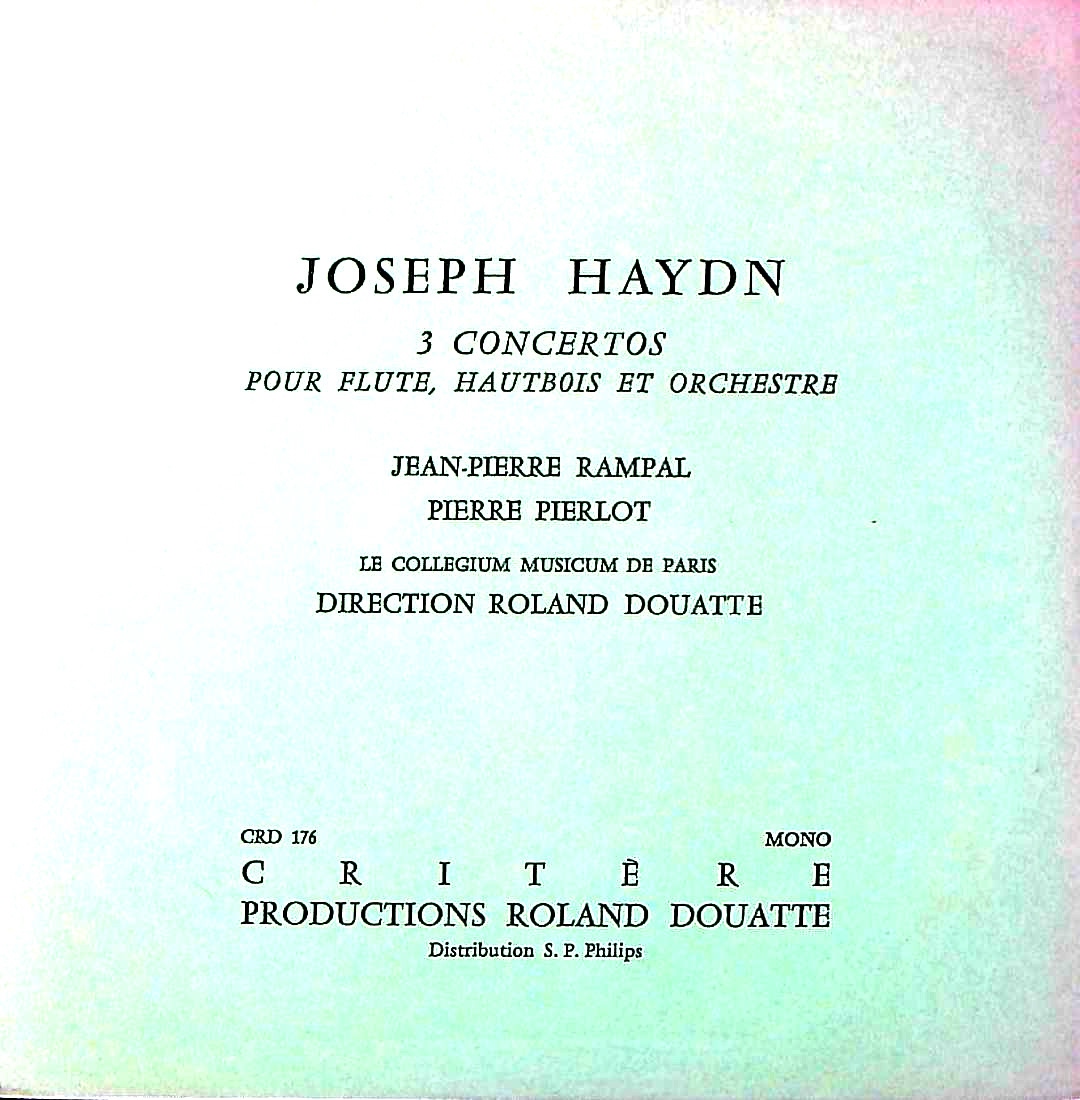 JOSEPH HAYDN
3 CONCERTOS
POUR FLUTE, HAUTBOIS ET ORCHESTRE
JEAN-PIERRE RAMPAL
PIERRE PIERLOT
LE COLLEGIUM MUSICUM DE PARIS
DIRECTION ROLAND DOUATTE
CRD 176 MONO
CRITÈRE
PRODUCTIONS ROLAND DOUATTE
Distribution S. P. Philips